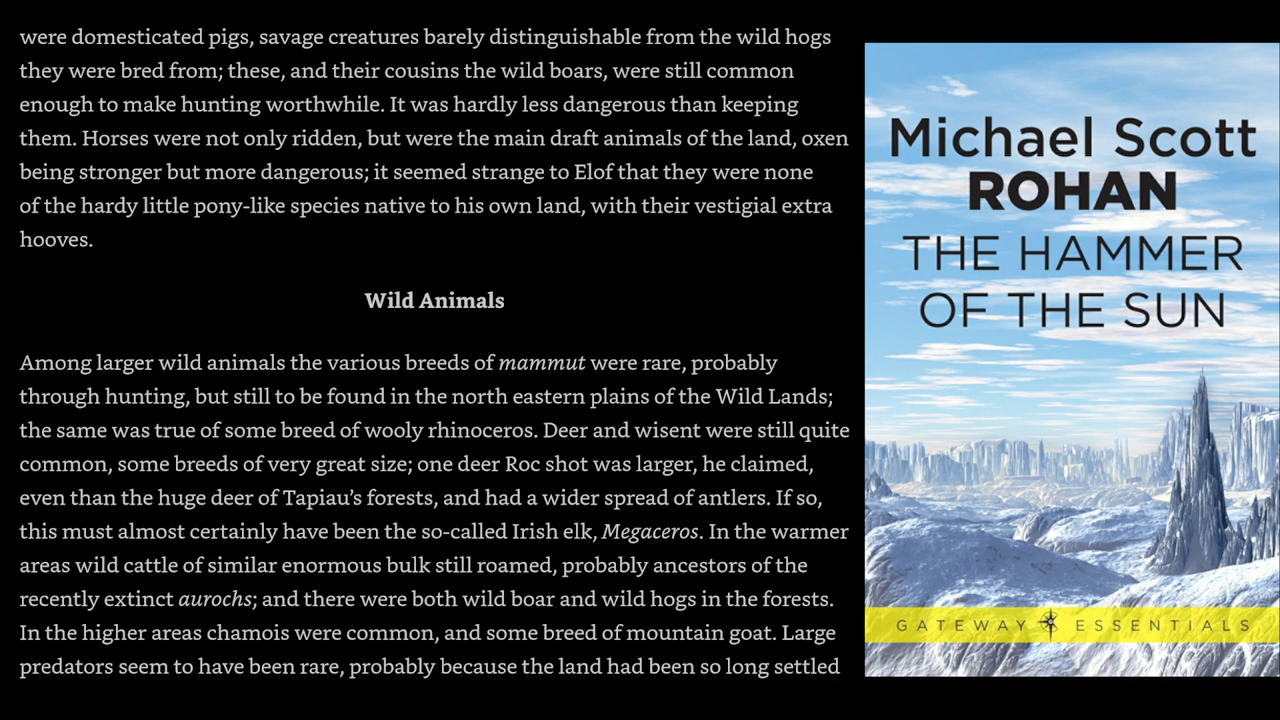 were domesticated pigs, savage creatures barely distinguishable from the wild hogs
they were bred from; these, and their cousins the wild boars, were still common
enough to make hunting worthwhile. It was hardly less dangerous than keeping
them. Horses were not only ridden, but were the main draft animals of the land, oxen
being stronger but more dangerous; it seemed strange to Elof that they were none
of the hardy little pony-like species native to his own land, with their vestigial extra
hooves.
Wild Animals
Among larger wild animals the various breeds of mammut were rare, probably
through hunting, but still to be found in the north eastern plains of the Wild Lands;
the same was true of some breed of wooly rhinoceros. Deer and wisent were still quite
common, some breeds of very great size; one deer Roc shot was larger, he claimed,
even than the huge deer of Tapiau's forests, and had a wider spread of antlers. If so,
this must almost certainly have been the so-called Irish elk, Megaceros. In the warmer
areas wild cattle of similar enormous bulk still roamed, probably ancestors of the
recently extinct aurochs; and there were both wild boar and wild hogs in the forests.
In the higher areas chamois were common, and some breed of mountain goat. Large
predators seem to have been rare, probably because the land had been so long settled
Michael Scott
ROHAN
THE HAMMER
OF THE SUN
GATEWAY ESSENTIALS